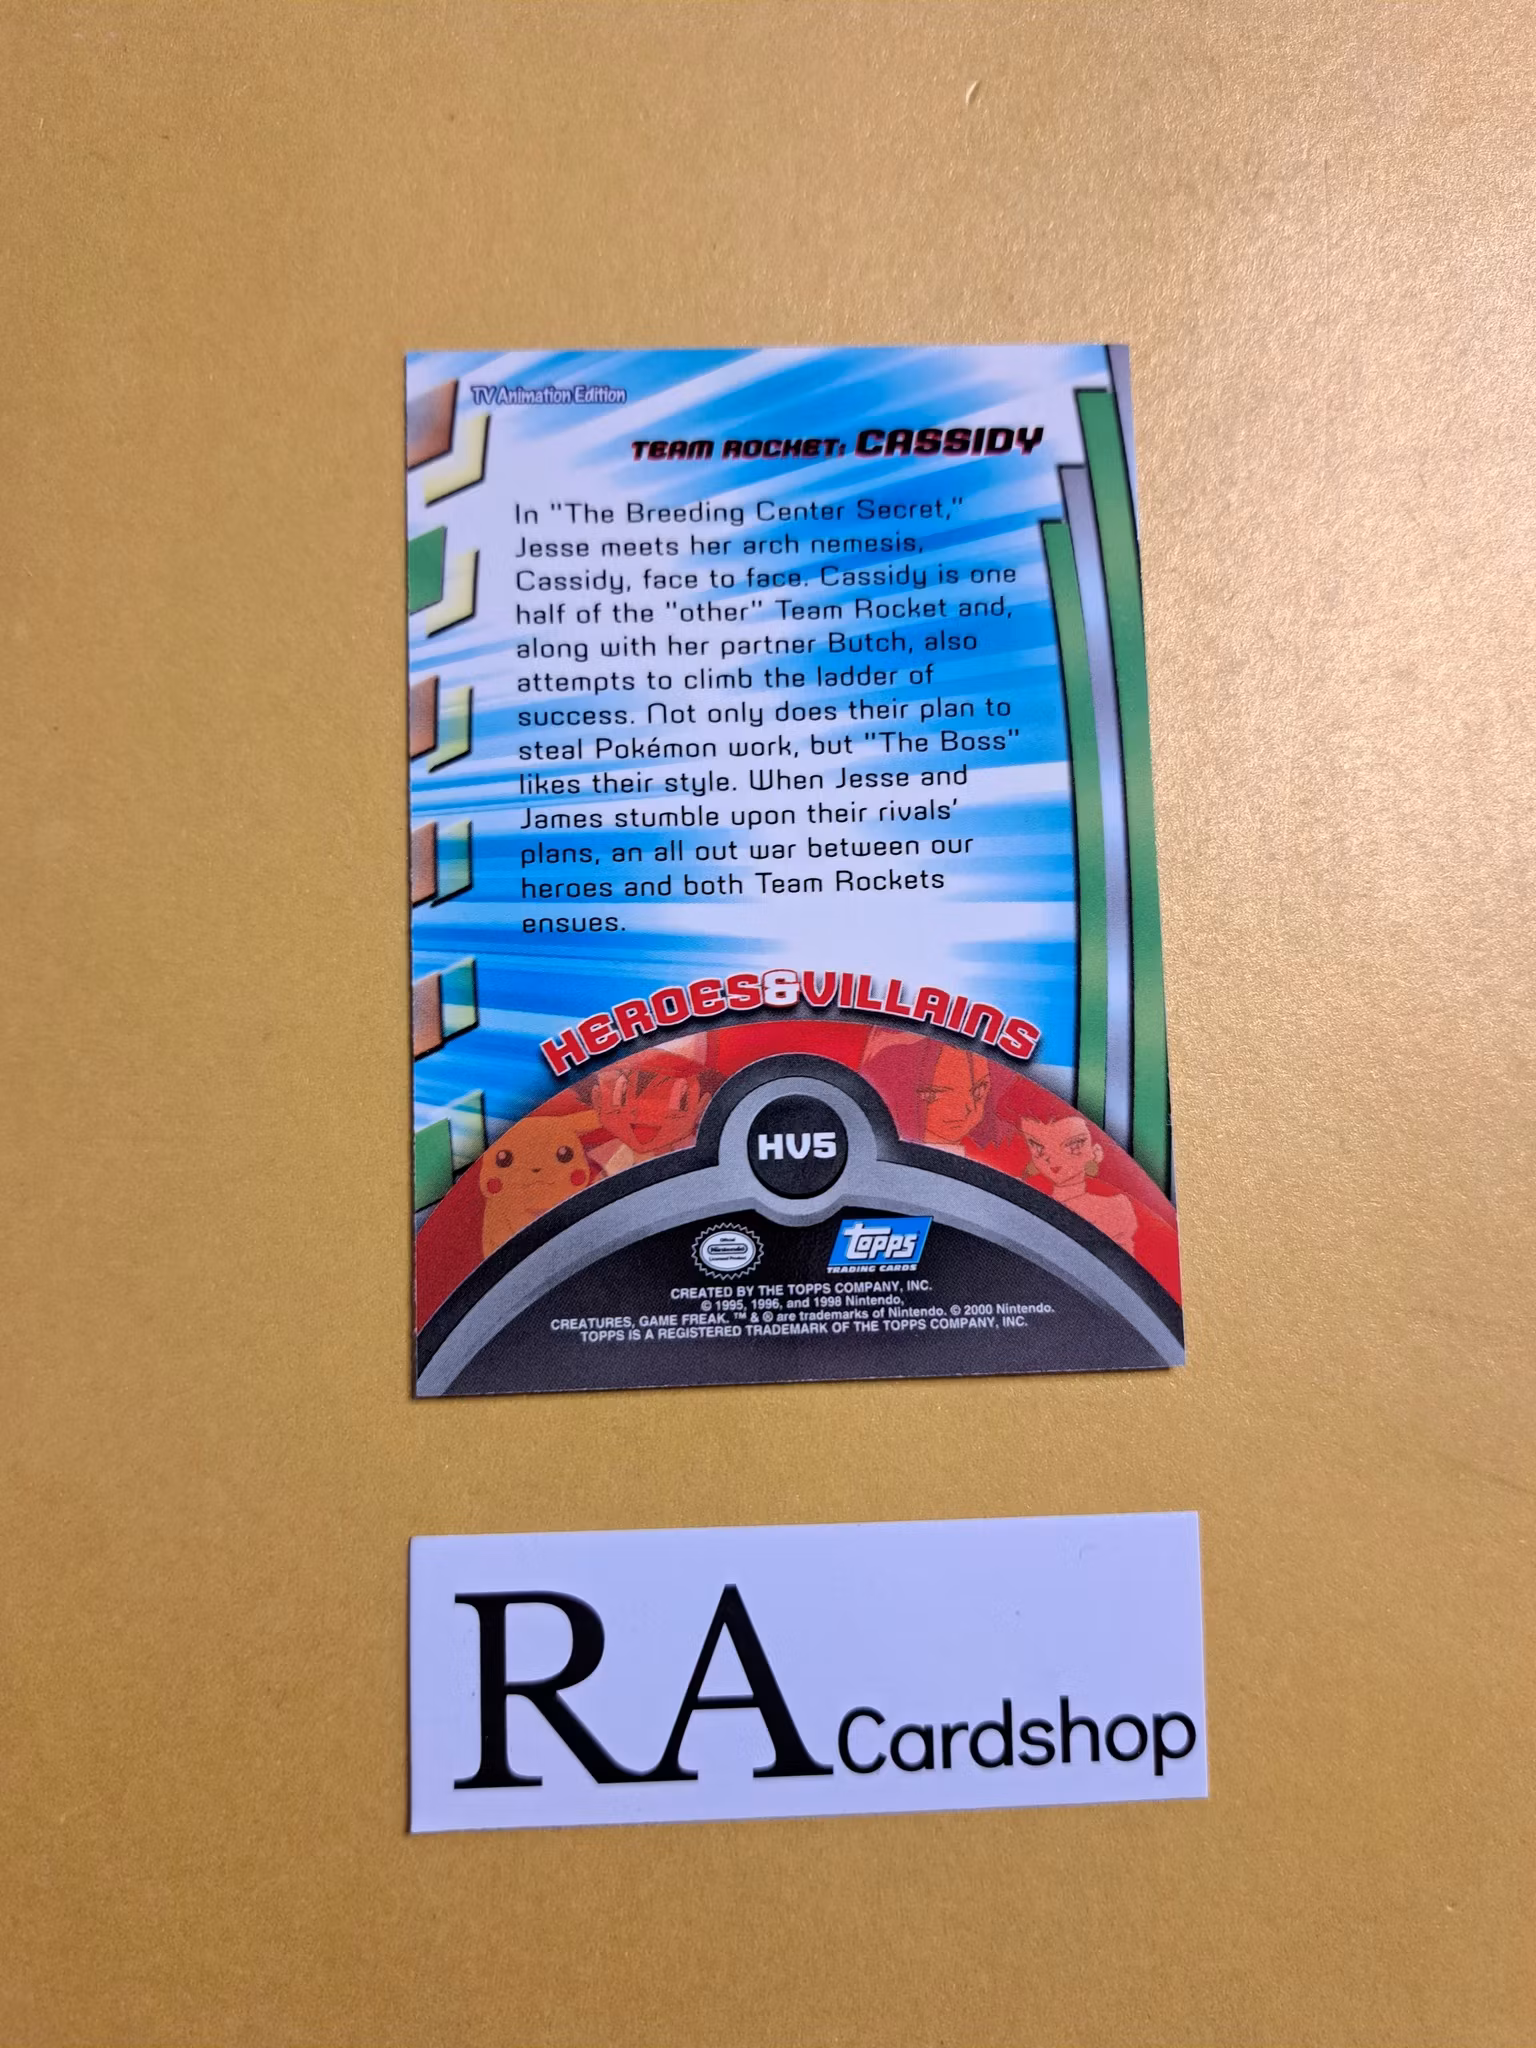 TV Animation Edition
TEAM ROCKET: CASSIDY
In "The Breeding Center Secret,"
Jesse meets her arch nemesis,
Cassidy, face to face. Cassidy is one
half of the "other" Team Rocket and,
along with her partner Butch, also
attempts to climb the ladder of
success. Not only does their plan to
steal Pokémon work, but "The Boss"
likes their style. When Jesse and
James stumble upon their rivals'
plans, an all out war between our
heroes and both Team Rockets
ensues.
HEROES&VILLAINS
HV5
Official
Nintendo
Licensed Product
topps
TRADING CARDS
CREATED BY THE TOPPS COMPANY, INC.
© 1995, 1996, and 1998 Nintendo,
CREATURES, GAME FREAK. ™ & ® are trademarks of Nintendo. © 2000 Nintendo.
TOPPS IS A REGISTERED TRADEMARK OF THE TOPPS COMPANY, INC.
RA Cardshop